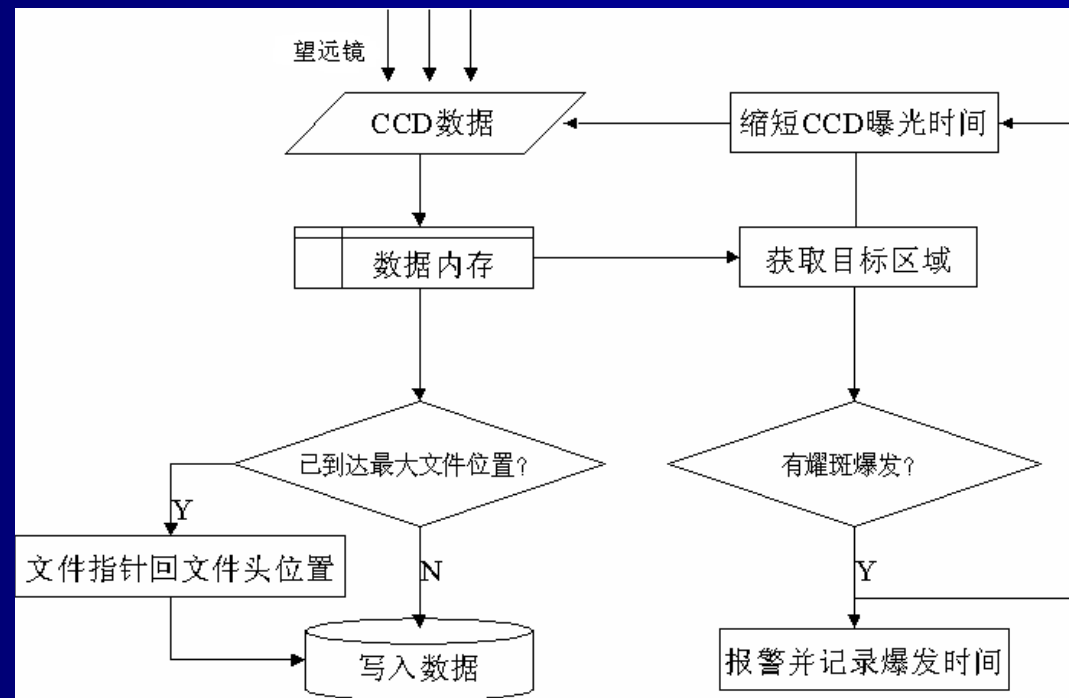 望远镜
CCD数据
缩短CCD曝光时间
数据内存
获取目标区域
已到达最大文件位置?
有耀斑爆发?
Y
文件指针回文件头位置
N
Y
写入数据
报警并记录爆发时间